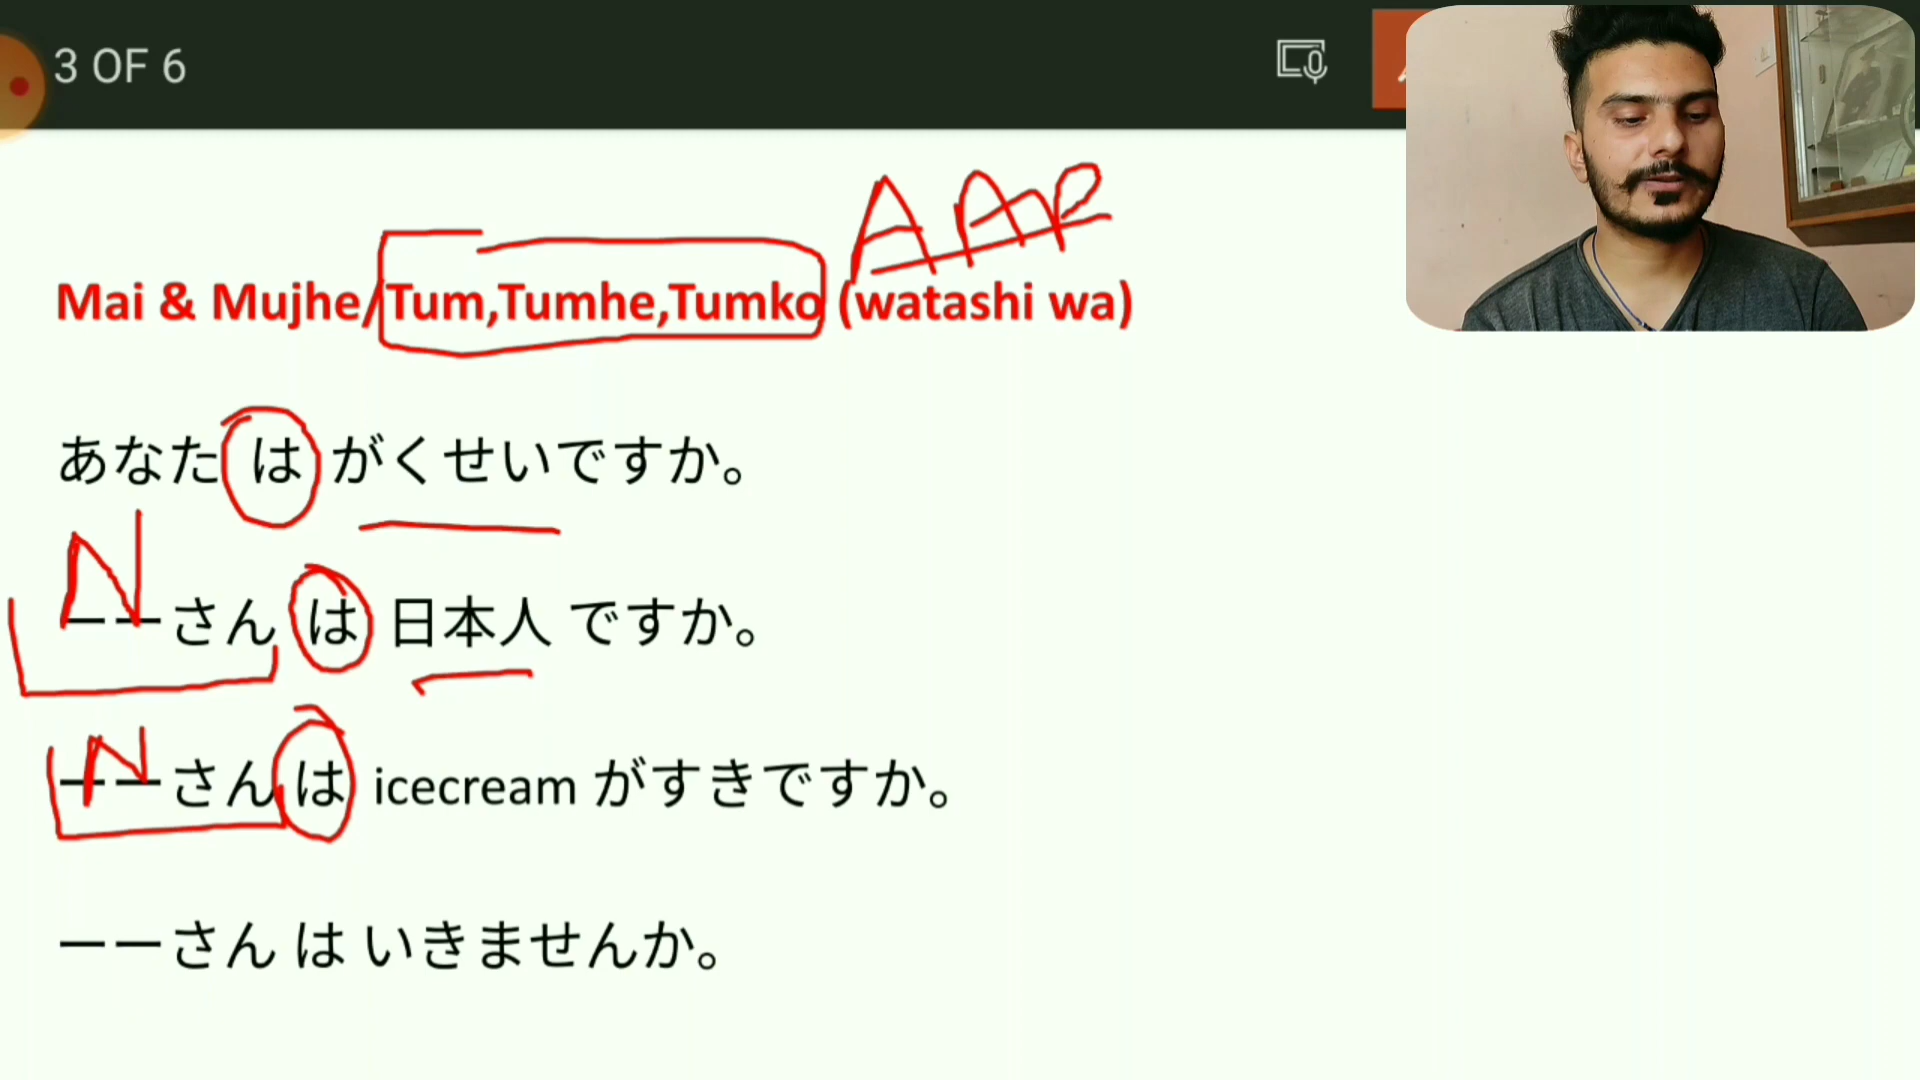 3 OF 6
AAP
Mai & Mujhe/Tum,Tumhe,Tumko (watashi wa)
あなた は がくせいですか。
N
ーーさん は 日本人 ですか。
N
ーーさん は icecream がすきですか。
ーーさん は いきませんか。